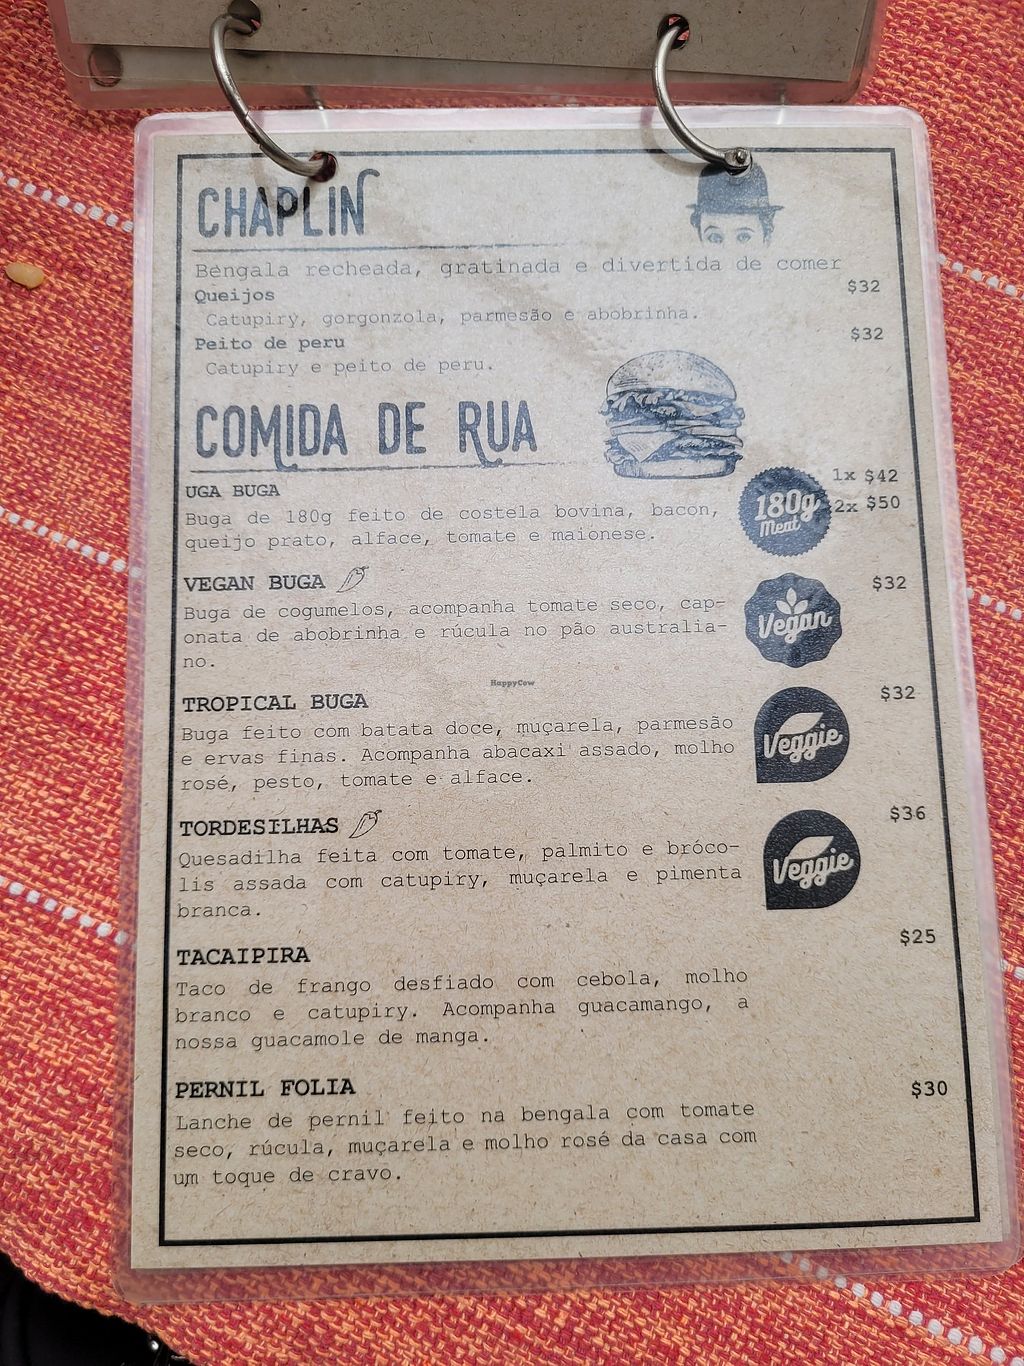 CHAPLIN
Bengala recheada, gratinada e divertida de comer
Queijos $32
Catupiry, gorgonzola, parmesão e abobrinha.
Peito de peru $32
Catupiry e peito de peru.
COMIDA DE RUA
UGA BUGA 1x $42
Buga de 180g feito de costela bovina, bacon, 180g 2x $50
queijo prato, alface, tomate e maionese. Meat
VEGAN BUGA $32
Buga de cogumelos, acompanha tomate seco, cap- Vegan
onata de abobrinha e rúcula no pão australia-
no.
HappyCow
TROPICAL BUGA $32
Buga feito com batata doce, muçarela, parmesão Veggie
e ervas finas. Acompanha abacaxi assado, molho
rosé, pesto, tomate e alface.
TORDESILHAS $36
Quesadilha feita com tomate, palmito e bróco- Veggie
lis assada com catupiry, muçarela e pimenta
branca.
TACAIPIRA $25
Taco de frango desfiado com cebola, molho
branco e catupiry. Acompanha guacamango, a
nossa guacamole de manga.
PERNIL FOLIA $30
Lanche de pernil feito na bengala com tomate
seco, rúcula, muçarela e molho rosé da casa com
um toque de cravo.